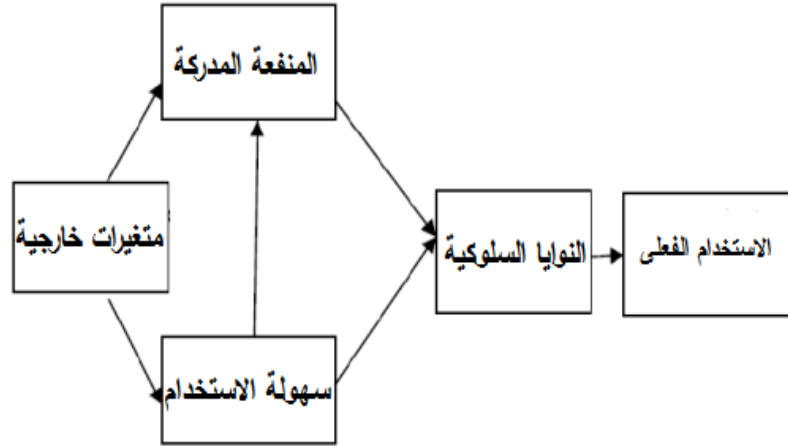 المنفعة المدركة
متغيرات خارجية
النوايا السلوكية
الاستخدام الفعلى
سهولة الاستخدام